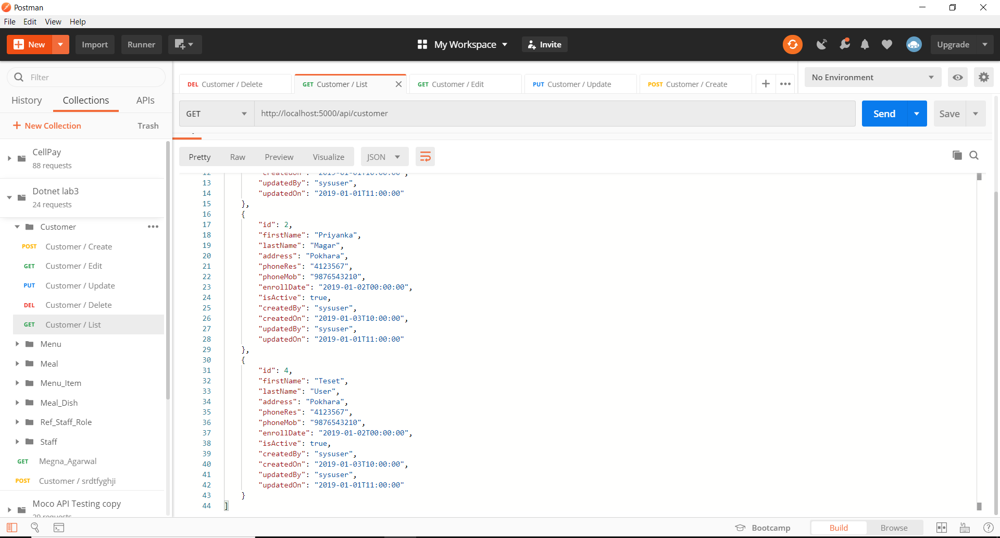 Postman
File Edit View Help
New Import Runner My Workspace Invite Upgrade
Filter
History Collections APIs
New Collection Trash
CellPay
88 requests
Dotnet lab3
24 requests
Customer
POST Customer / Create
GET Customer / Edit
PUT Customer / Update
DEL Customer / Delete
GET Customer / List
Menu
Meal
Menu_Item
Meal_Dish
Ref_Staff_Role
Staff
GET Megna_Agarwal
POST Customer / srdtfyghji
Moco API Testing copy
29 requests
DEL Customer / Delete GET Customer / List GET Customer / Edit PUT Customer / Update POST Customer / Create No Environment
GET http://localhost:5000/api/customer Send Save
Pretty Raw Preview Visualize JSON
12 "createdOn": "2019-01-01T10:00:00",
13 "updatedBy": "sysuser",
14 "updatedOn": "2019-01-01T11:00:00"
15 },
16 {
17 "id": 2,
18 "firstName": "Priyanka",
19 "lastName": "Magar",
20 "address": "Pokhara",
21 "phoneRes": "4123567",
22 "phoneMob": "9876543210",
23 "enrollDate": "2019-01-02T00:00:00",
24 "isActive": true,
25 "createdBy": "sysuser",
26 "createdOn": "2019-01-03T10:00:00",
27 "updatedBy": "sysuser",
28 "updatedOn": "2019-01-01T11:00:00"
29 },
30 {
31 "id": 4,
32 "firstName": "Teset",
33 "lastName": "User",
34 "address": "Pokhara",
35 "phoneRes": "4123567",
36 "phoneMob": "9876543210",
37 "enrollDate": "2019-01-02T00:00:00",
38 "isActive": true,
39 "createdBy": "sysuser",
40 "createdOn": "2019-01-03T10:00:00",
41 "updatedBy": "sysuser",
42 "updatedOn": "2019-01-01T11:00:00"
43 }
44 ]
Bootcamp Build Browse